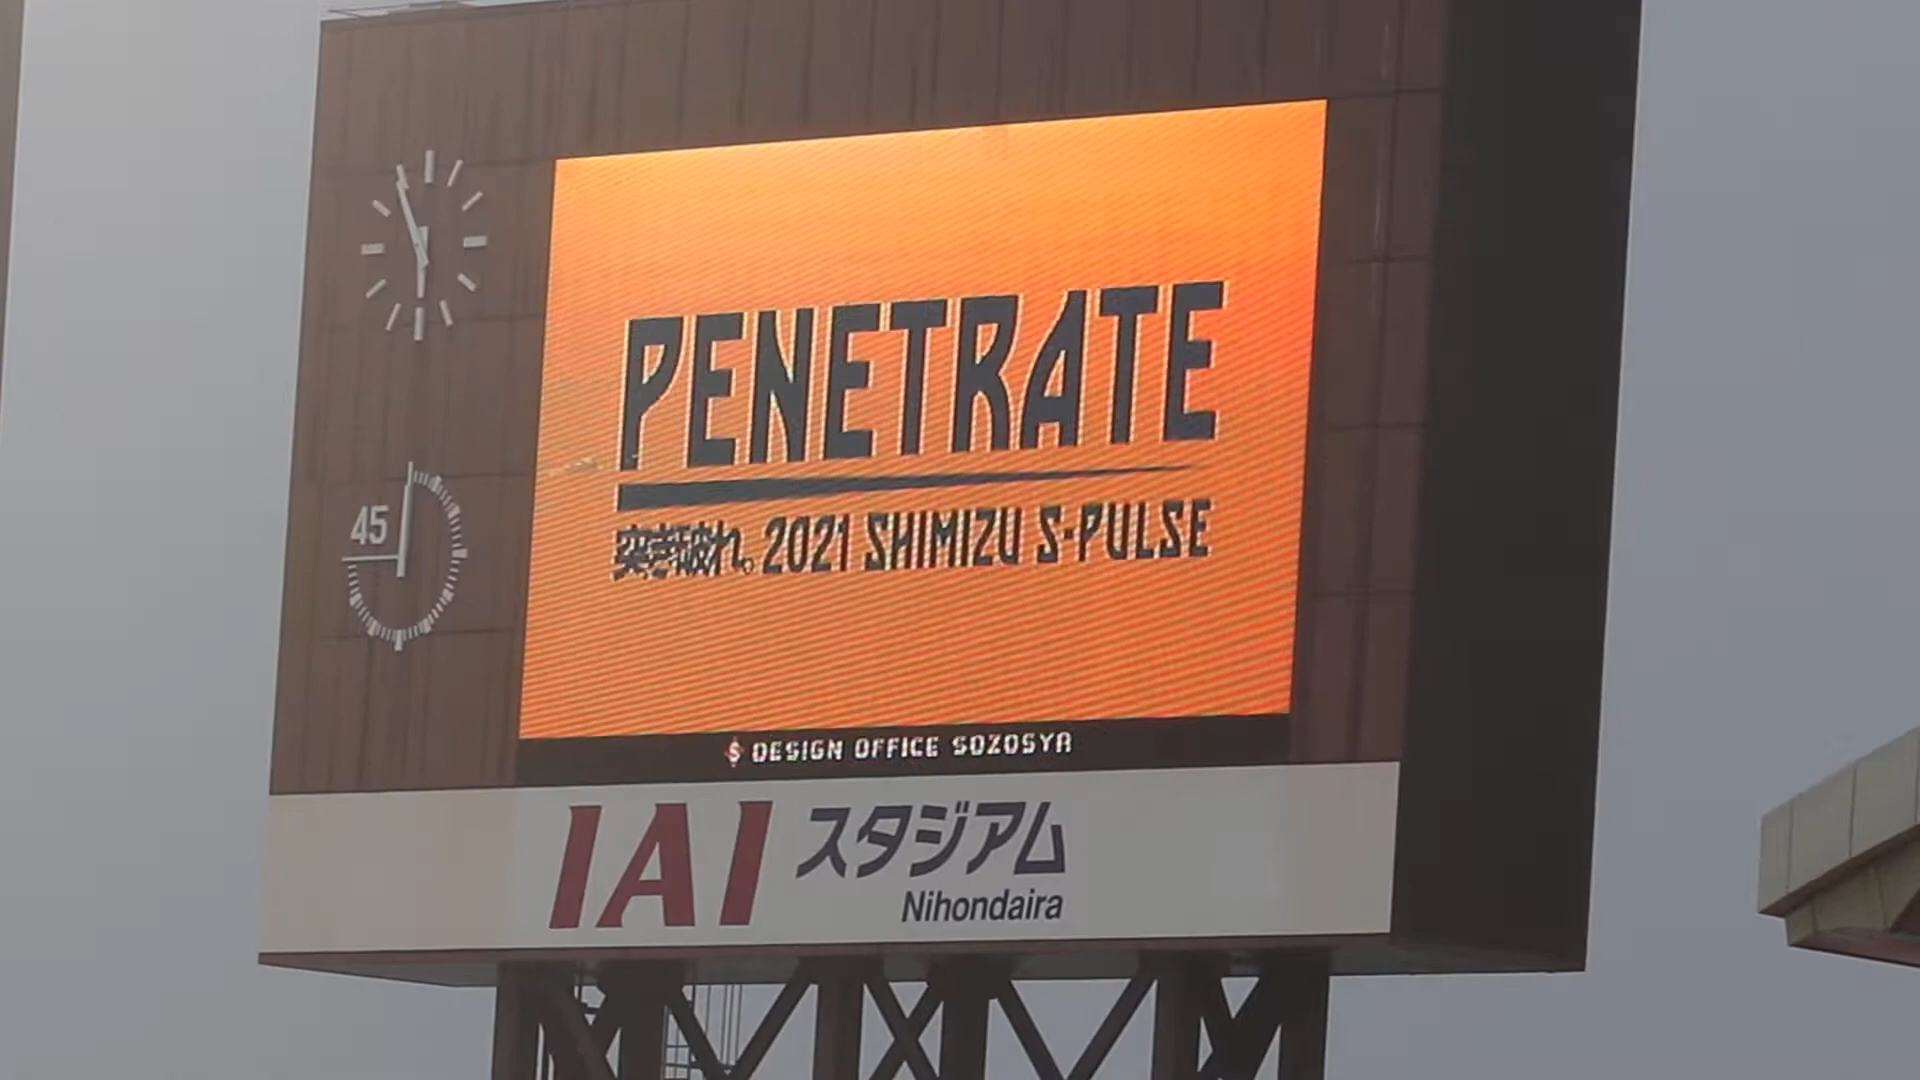 PENETRATE
突き破れ。2021 SHIMIZU S-PULSE
45
DESIGN OFFICE SOZOSYA
IAI スタジアム
Nihondaira